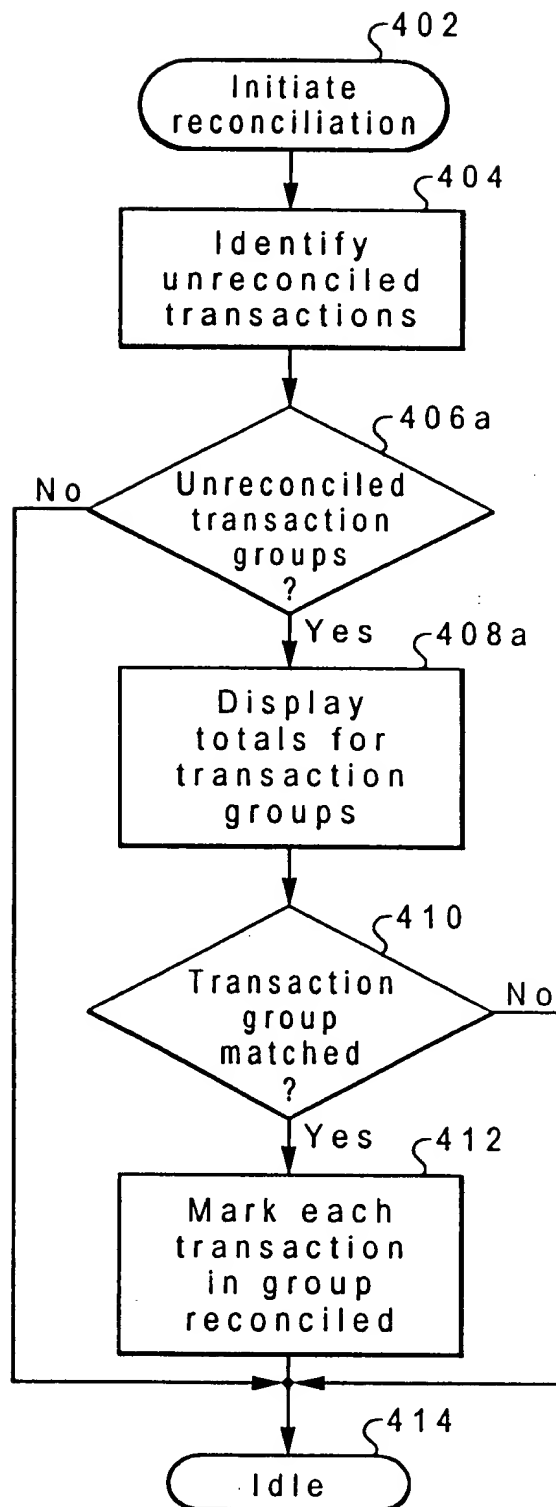 402
Initiate
reconciliation
404
Identify
unreconciled
transactions
406a
No
Unreconciled
transaction
groups
?
Yes
408a
Display
totals for
transaction
groups
410
Transaction
group
matched
?
No
Yes
412
Mark each
transaction
in group
reconciled
414
Idle